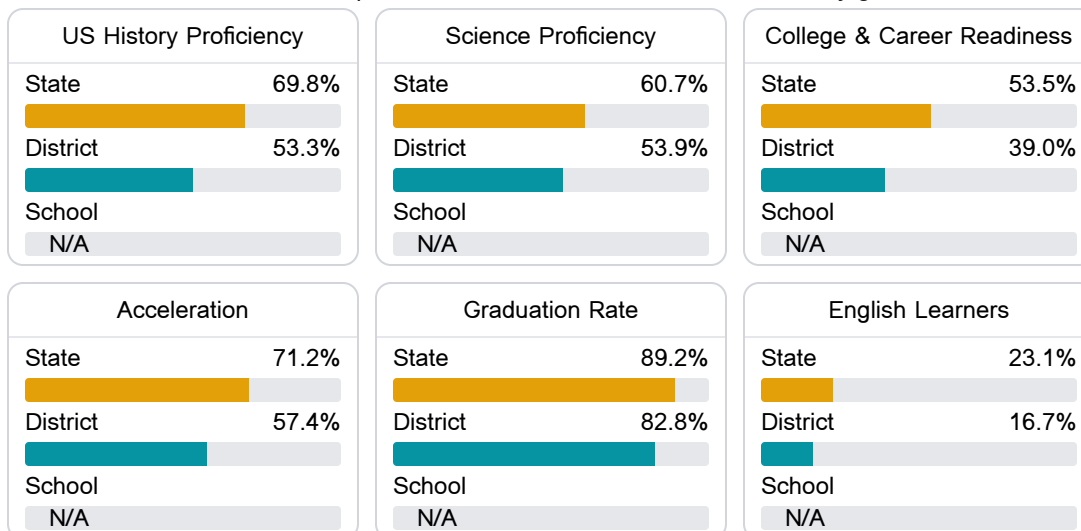 US History Proficiency
State 69.8%
District 53.3%
School
N/A
Science Proficiency
State 60.7%
District 53.9%
School
N/A
College & Career Readiness
State 53.5%
District 39.0%
School
N/A
Acceleration
State 71.2%
District 57.4%
School
N/A
Graduation Rate
State 89.2%
District 82.8%
School
N/A
English Learners
State 23.1%
District 16.7%
School
N/A